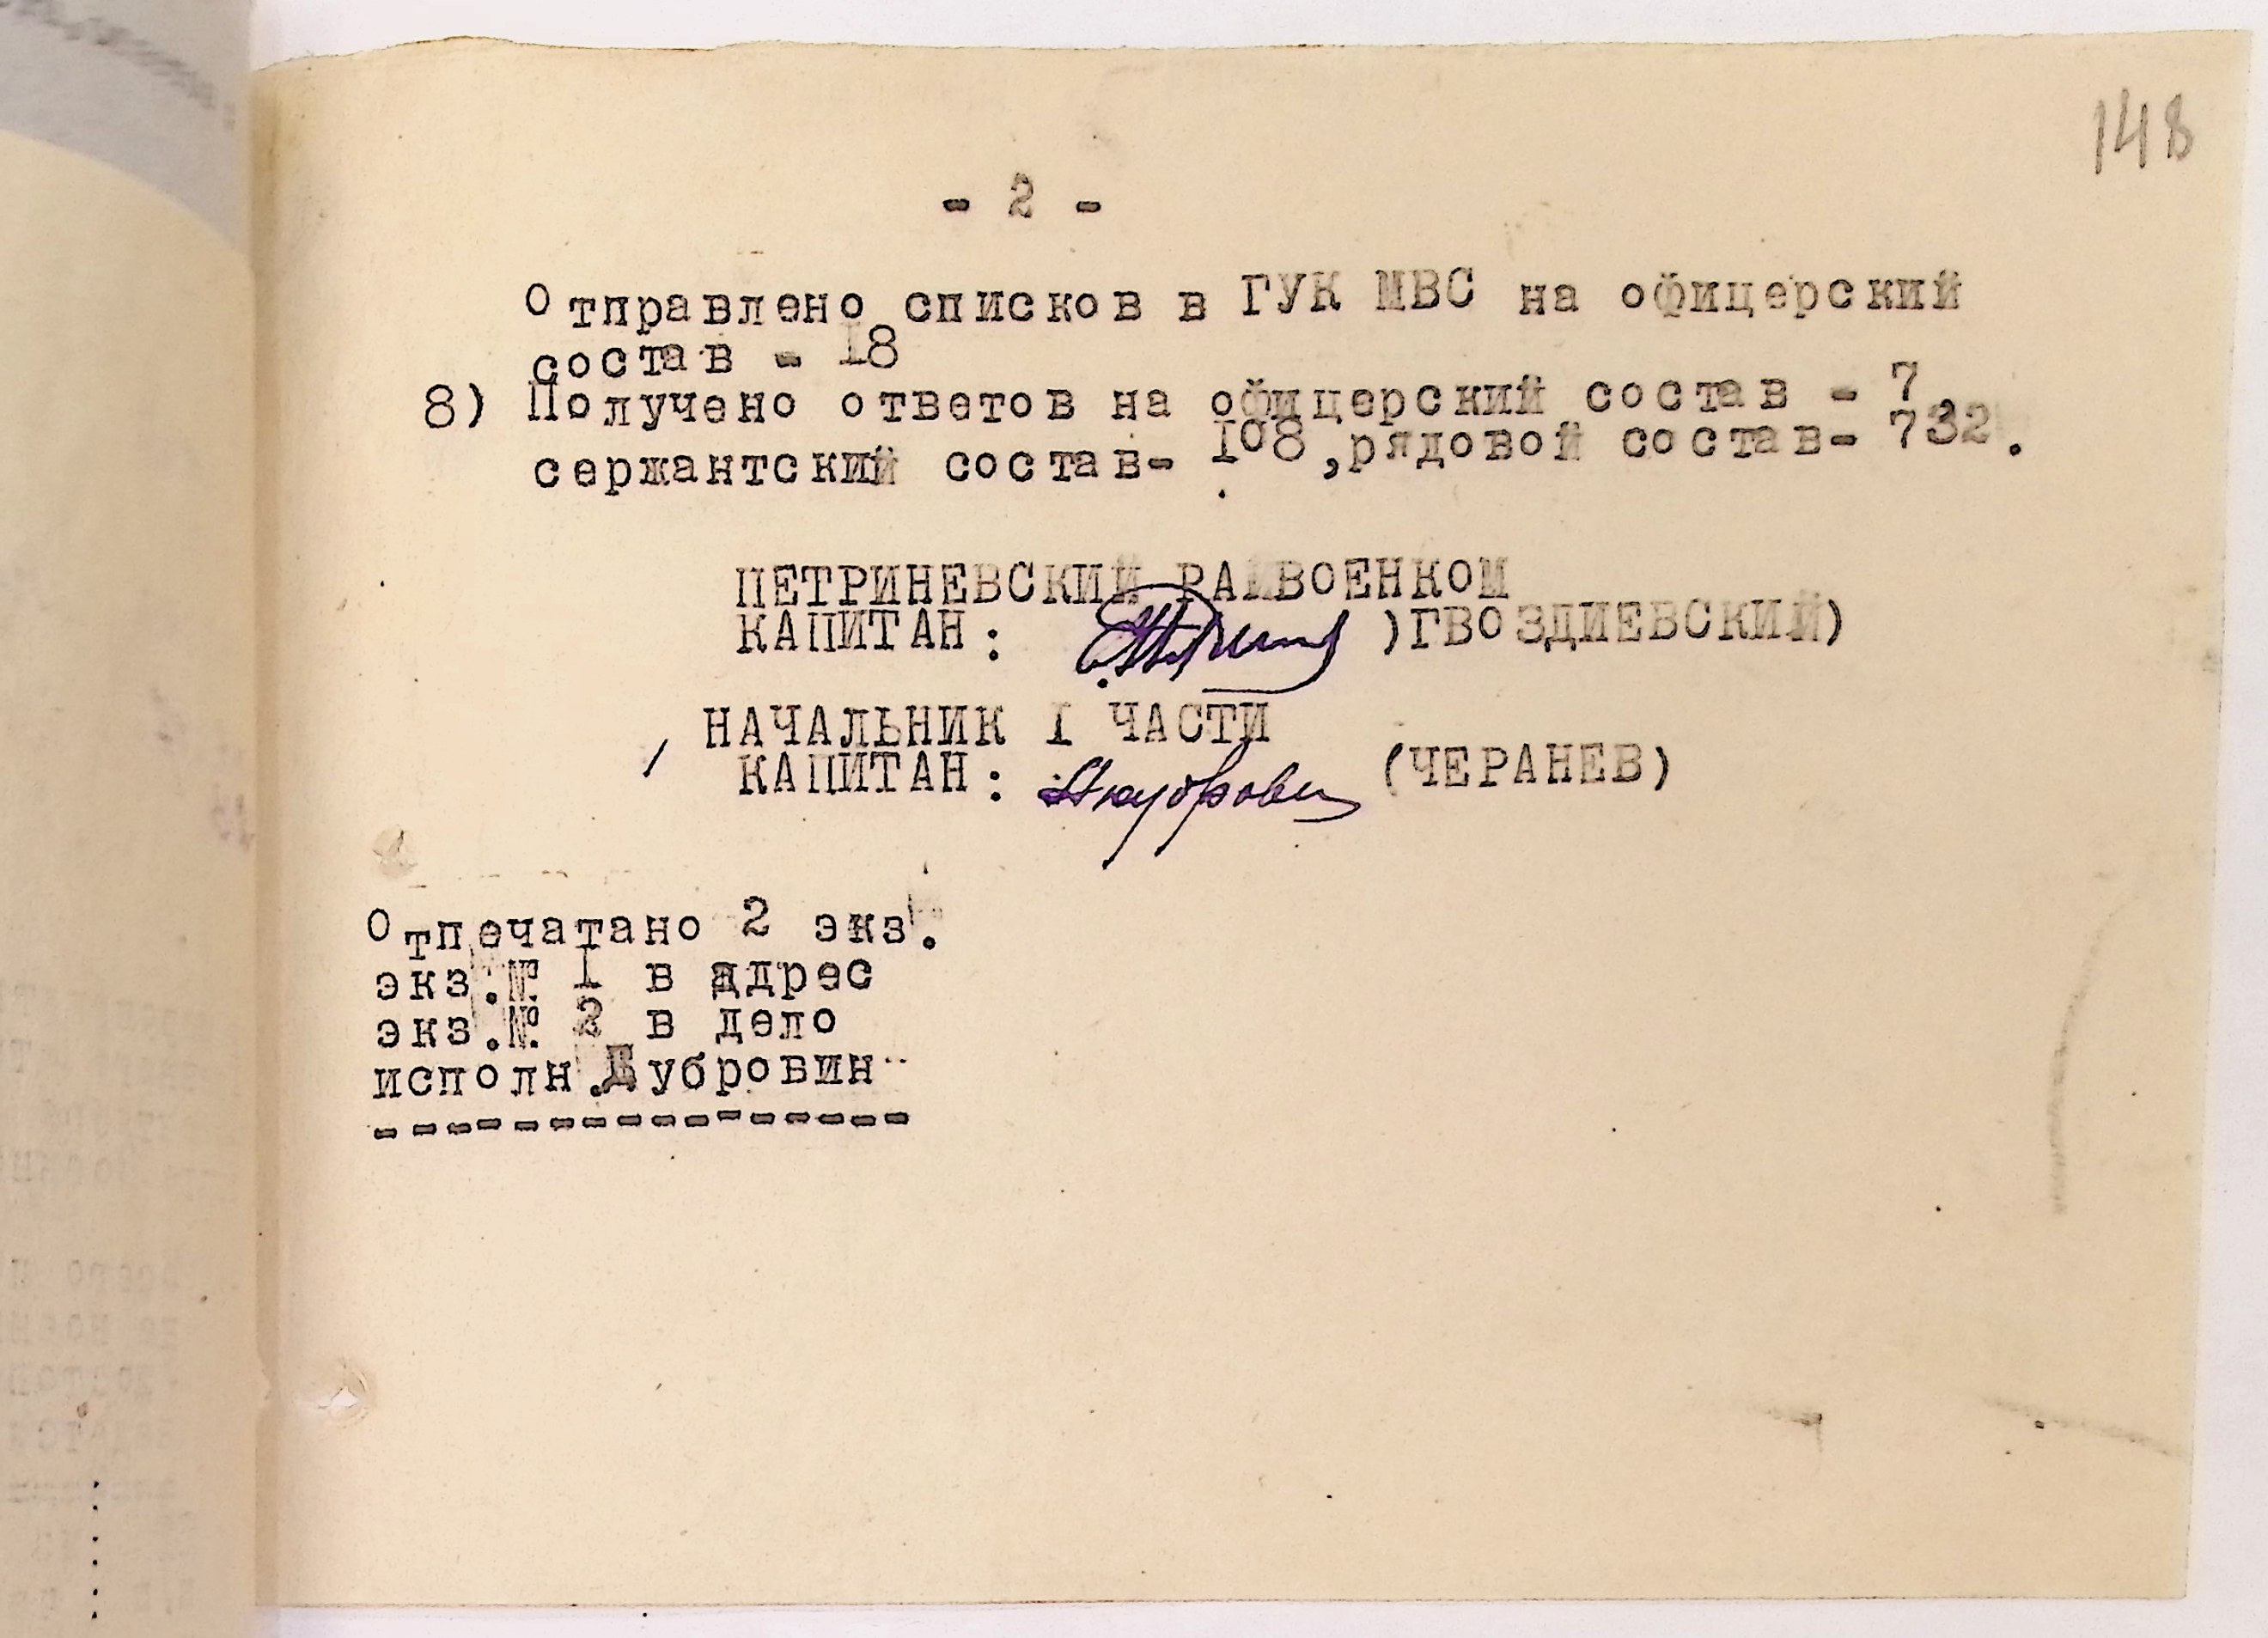 148
- 2 -
Отправлено списков в ГУК МВС на офицерский
состав - 18
8) Получено ответов на офицерский состав - 7,
сержантский состав- 108,рядовой состав- 732.
ПЕТРИНЕВСКИЙ РАЙВОЕНКОМ
КАПИТАН: )ГВОЗДИЕВСКИЙ)
НАЧАЛЬНИК I ЧАСТИ
КАПИТАН: (ЧЕРАНЕВ)
Отпечатано 2 экз.
экз.№ I в адрес
экз.№ 2 в дело
исполн.Дубровин
----------------